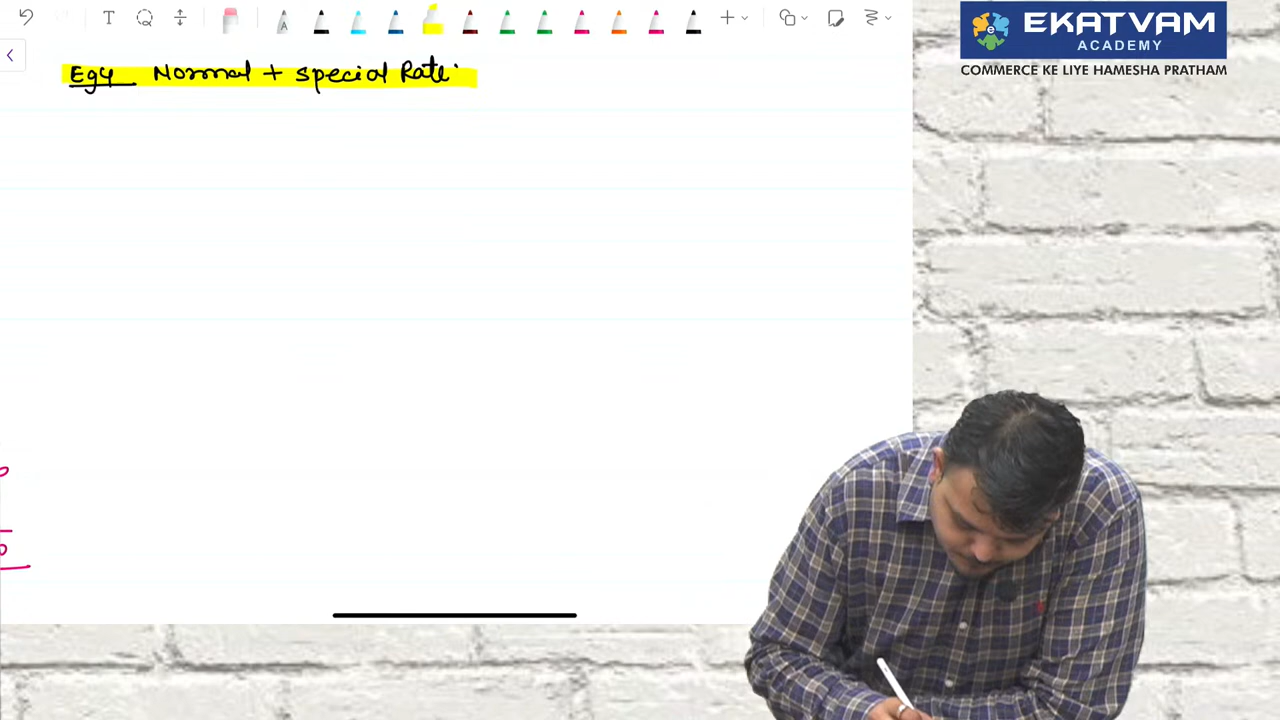 Eg4 Normal + special Rate
EKATVAM
ACADEMY
COMMERCE KE LIYE HAMESHA PRATHAM